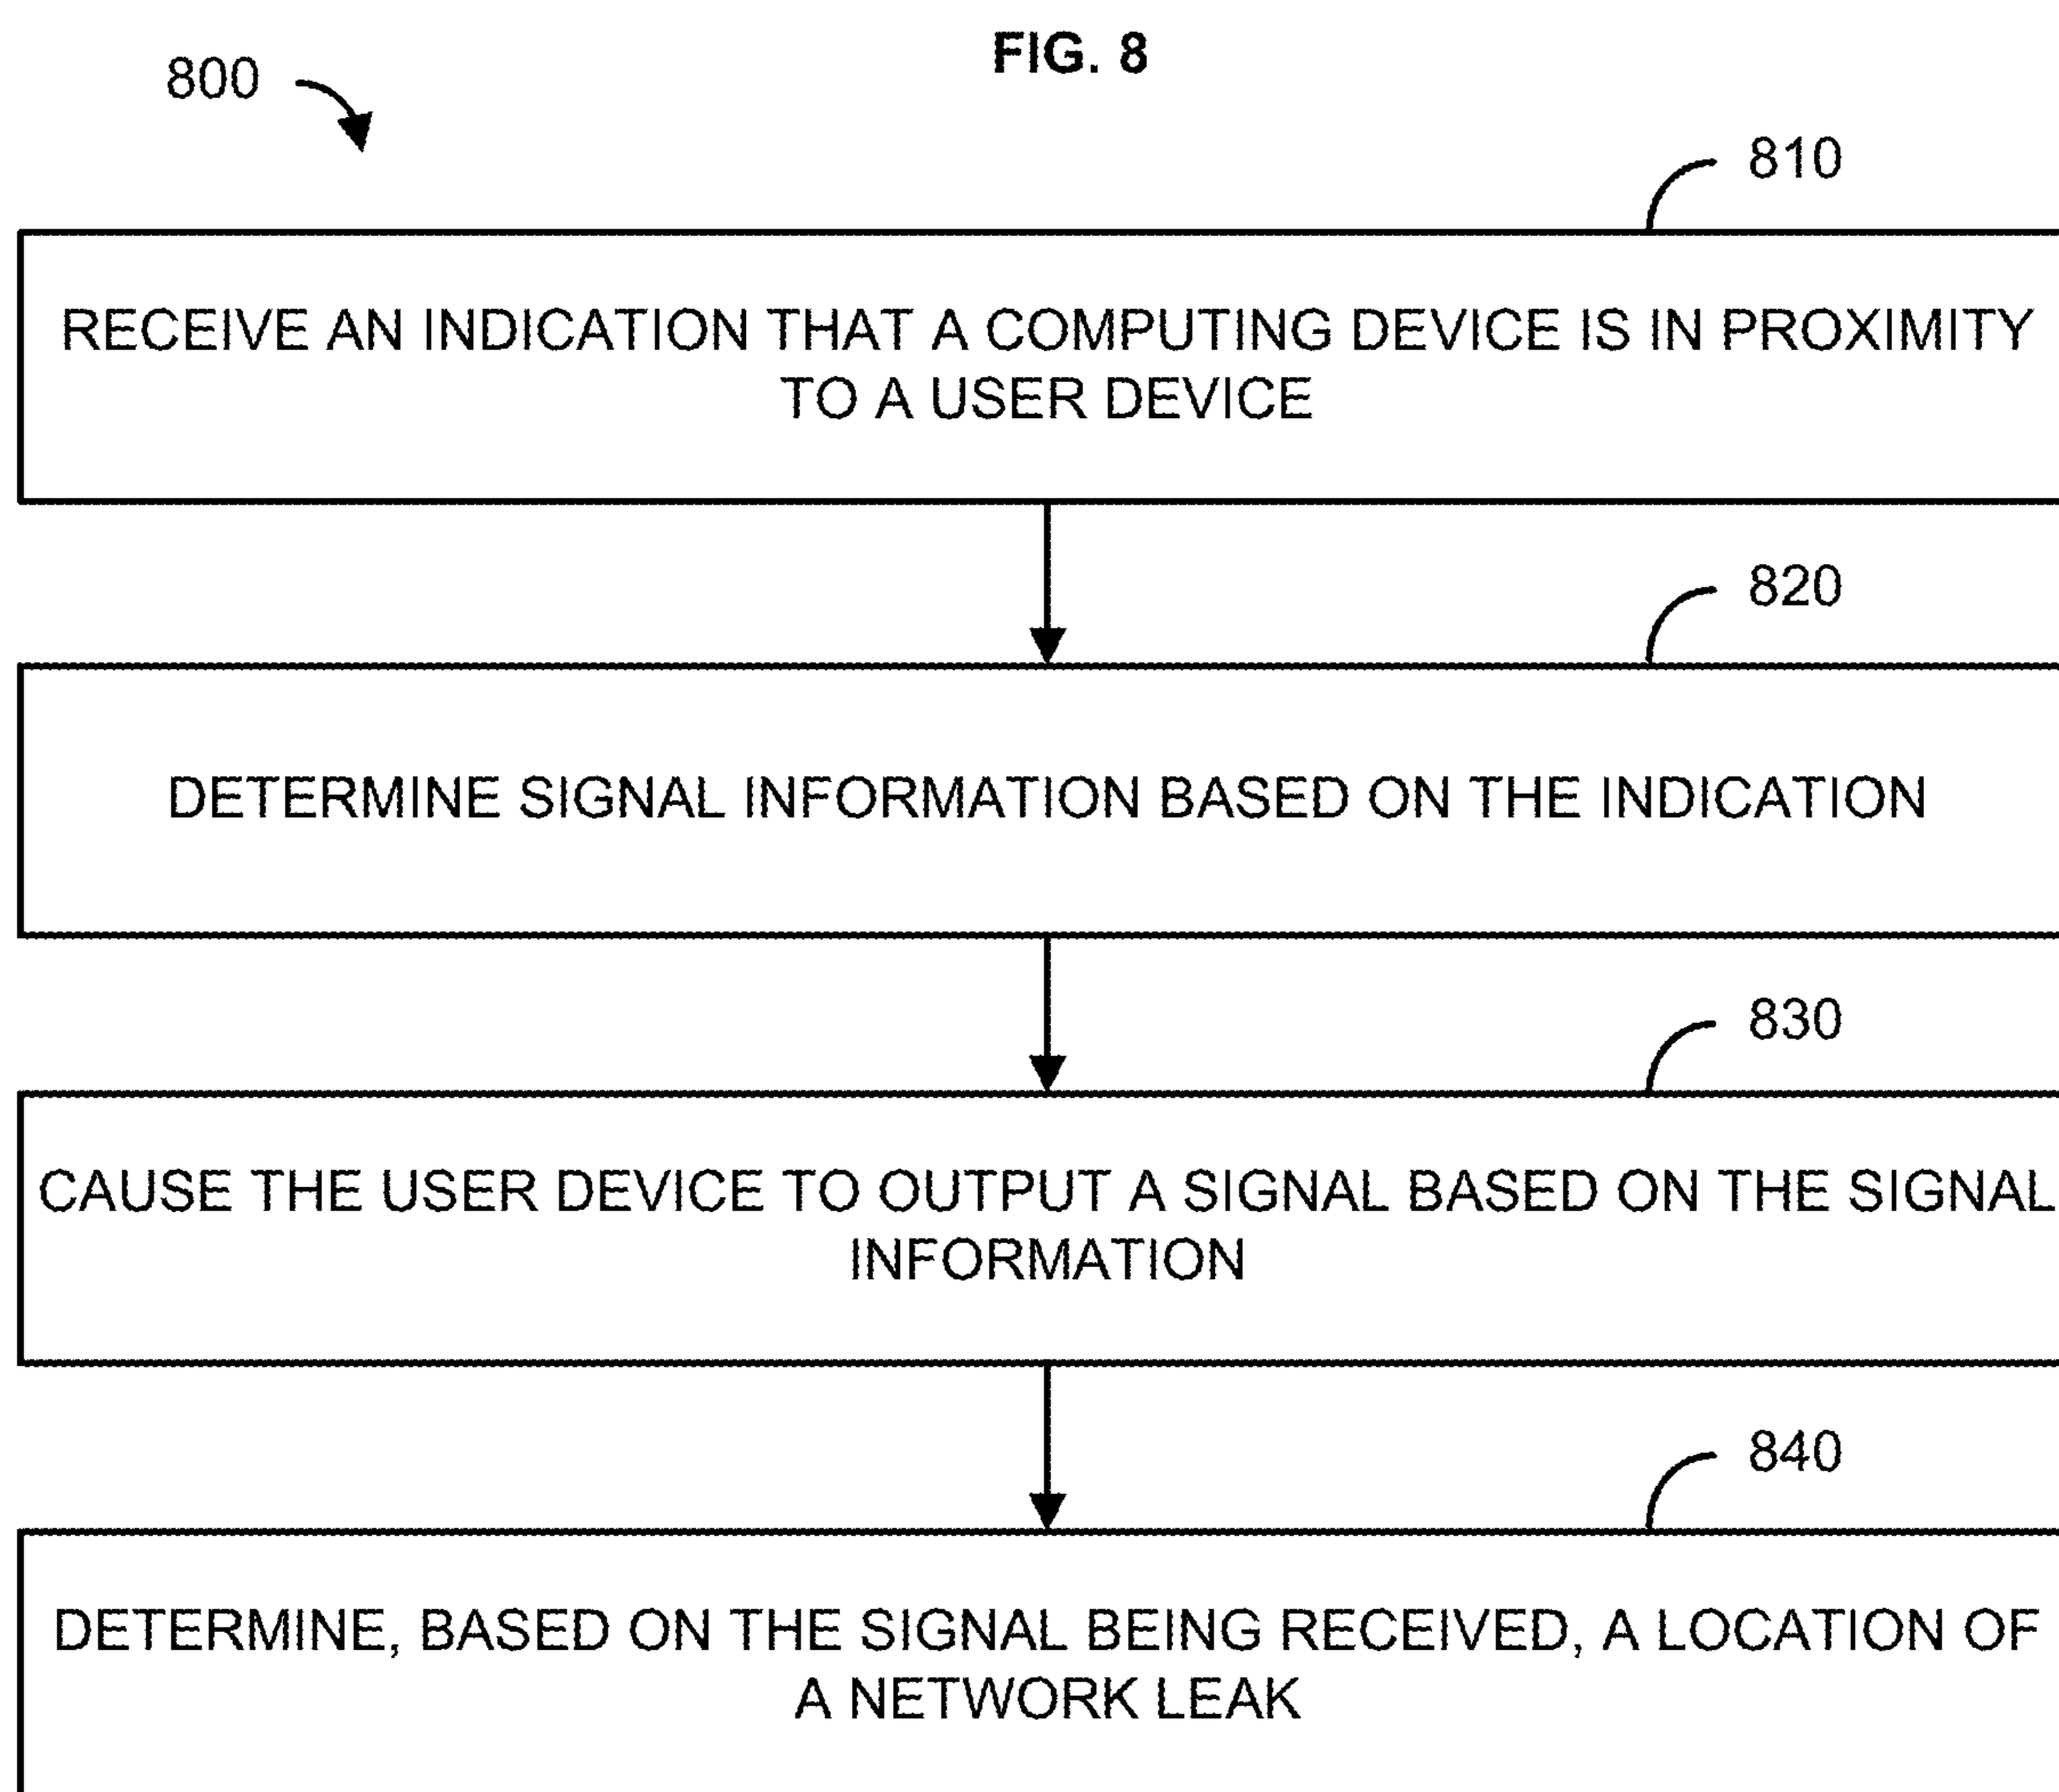 FIG. 8
800
810
RECEIVE AN INDICATION THAT A COMPUTING DEVICE IS IN PROXIMITY
TO A USER DEVICE
820
DETERMINE SIGNAL INFORMATION BASED ON THE INDICATION
830
CAUSE THE USER DEVICE TO OUTPUT A SIGNAL BASED ON THE SIGNAL
INFORMATION
840
DETERMINE, BASED ON THE SIGNAL BEING RECEIVED, A LOCATION OF
A NETWORK LEAK